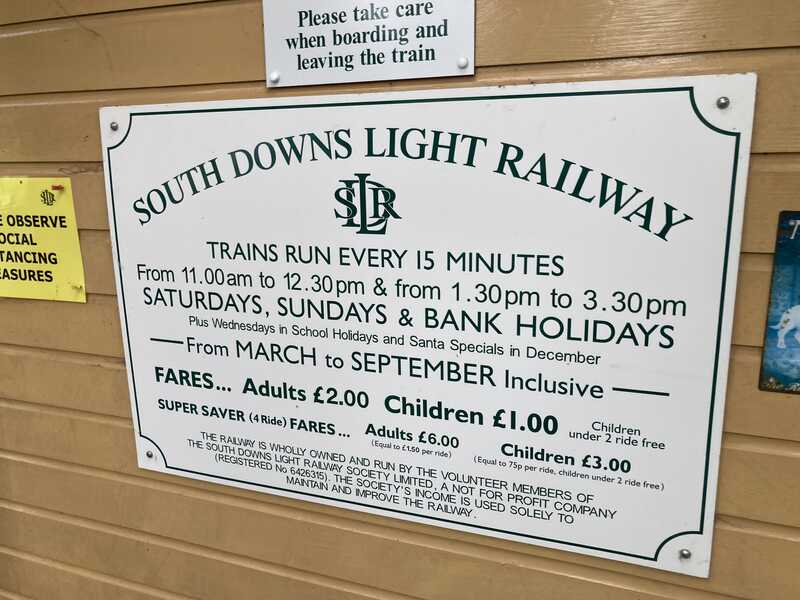 Please take care
when boarding and
leaving the train
SOUTH DOWNS LIGHT RAILWAY
SDLR
TRAINS RUN EVERY 15 MINUTES
From 11.00am to 12.30pm & from 1.30pm to 3.30pm
SATURDAYS, SUNDAYS & BANK HOLIDAYS
Plus Wednesdays in School Holidays and Santa Specials in December
From MARCH to SEPTEMBER Inclusive
FARES... Adults £2.00 Children £1.00 Children under 2 ride free
SUPER SAVER (4 Ride) FARES... Adults £6.00 Children £3.00
(Equal to £1.50 per ride) (Equal to 75p per ride, children under 2 ride free)
THE RAILWAY IS WHOLLY OWNED AND RUN BY THE VOLUNTEER MEMBERS OF
THE SOUTH DOWNS LIGHT RAILWAY SOCIETY LIMITED, A NOT FOR PROFIT COMPANY
(REGISTERED No 6426315). THE SOCIETY'S INCOME IS USED SOLELY TO
MAINTAIN AND IMPROVE THE RAILWAY.
E OBSERVE
OCIAL
TANCING
EASURES